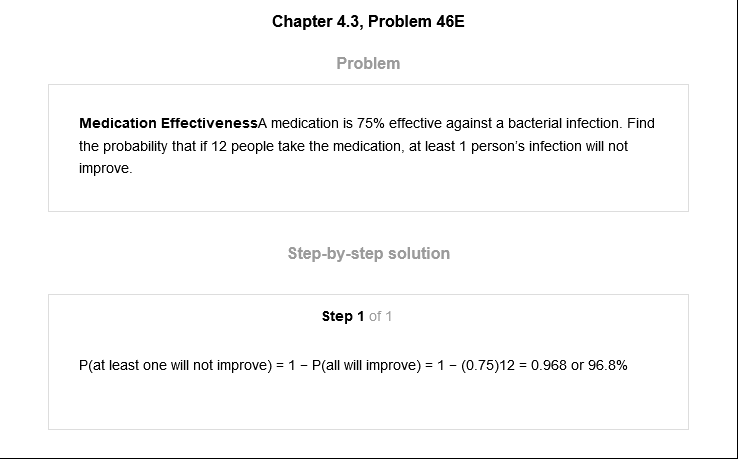 Chapter 4.3, Problem 46E
Problem
Medication EffectivenessA medication is 75% effective against a bacterial infection. Find
the probability that if 12 people take the medication, at least 1 person's infection will not
improve.
Step-by-step solution
Step 1 of 1
P(at least one will not improve) = 1 − P(all will improve) = 1 − (0.75)12 = 0.968 or 96.8%